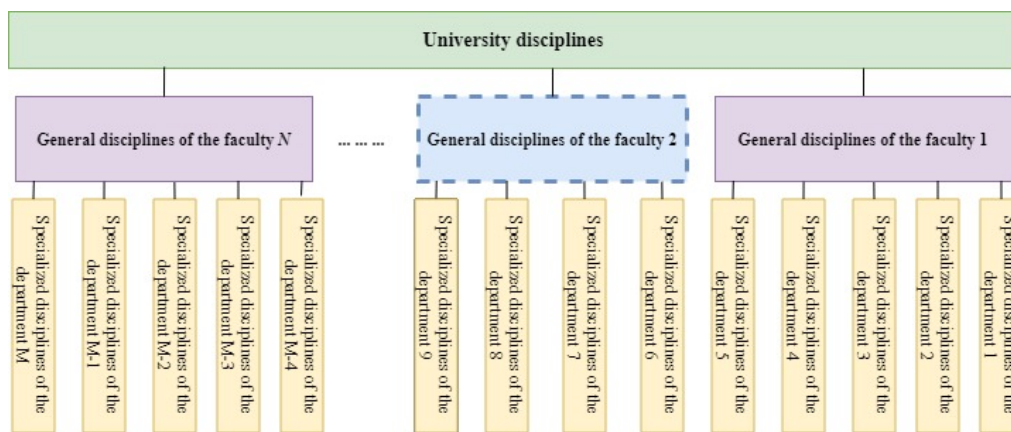 University disciplines
General disciplines of the faculty N
... ... ...
General disciplines of the faculty 2
General disciplines of the faculty 1
Specialized disciplines of the
department M
Specialized disciplines of the
department M-1
Specialized disciplines of the
department M-2
Specialized disciplines of the
department M-3
Specialized disciplines of the
department M-4
Specialized disciplines of the
department 9
Specialized disciplines of the
department 8
Specialized disciplines of the
department 7
Specialized disciplines of the
department 6
Specialized disciplines of the
department 5
Specialized disciplines of the
department 4
Specialized disciplines of the
department 3
Specialized disciplines of the
department 2
Specialized disciplines of the
department 1